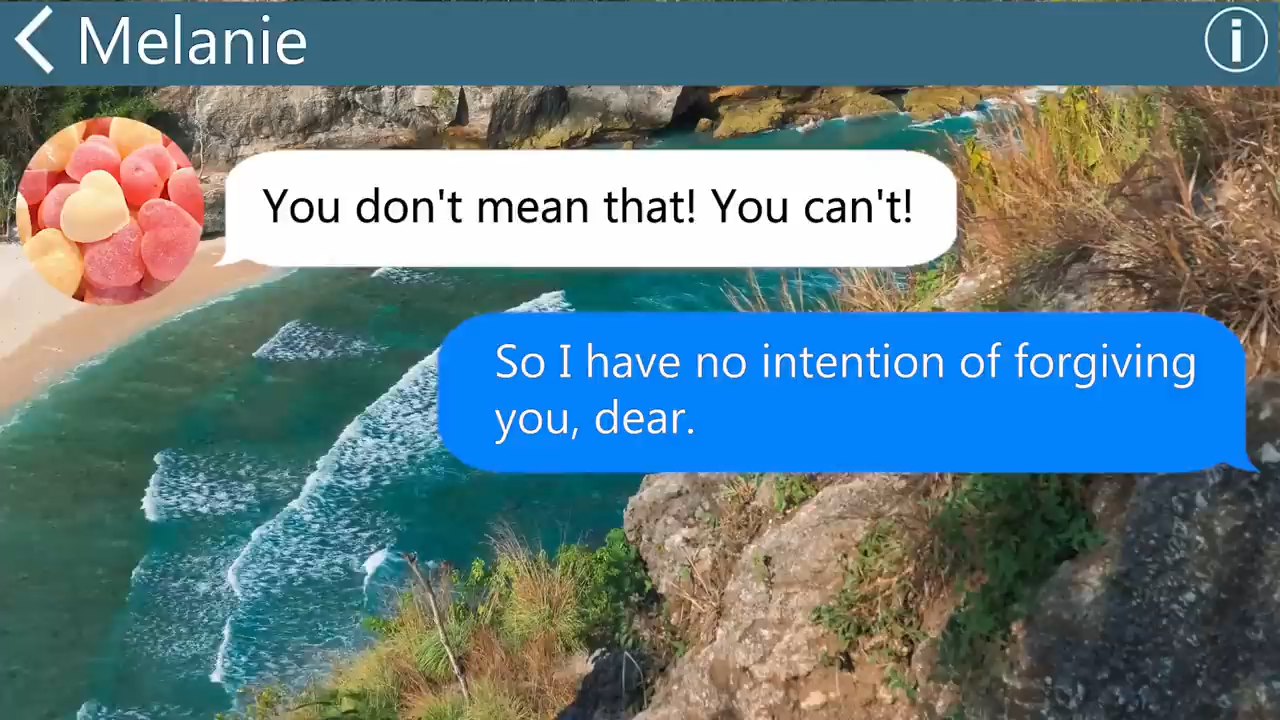 Melanie
You don't mean that! You can't!
So I have no intention of forgiving
you, dear.